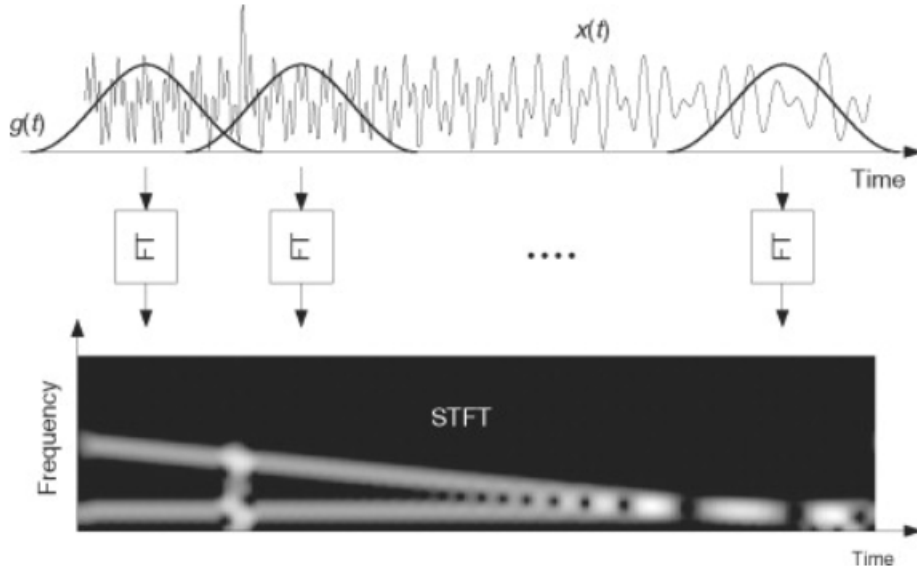 x(t)
g(t)
Time
FT
FT
....
FT
Frequency
STFT
Time